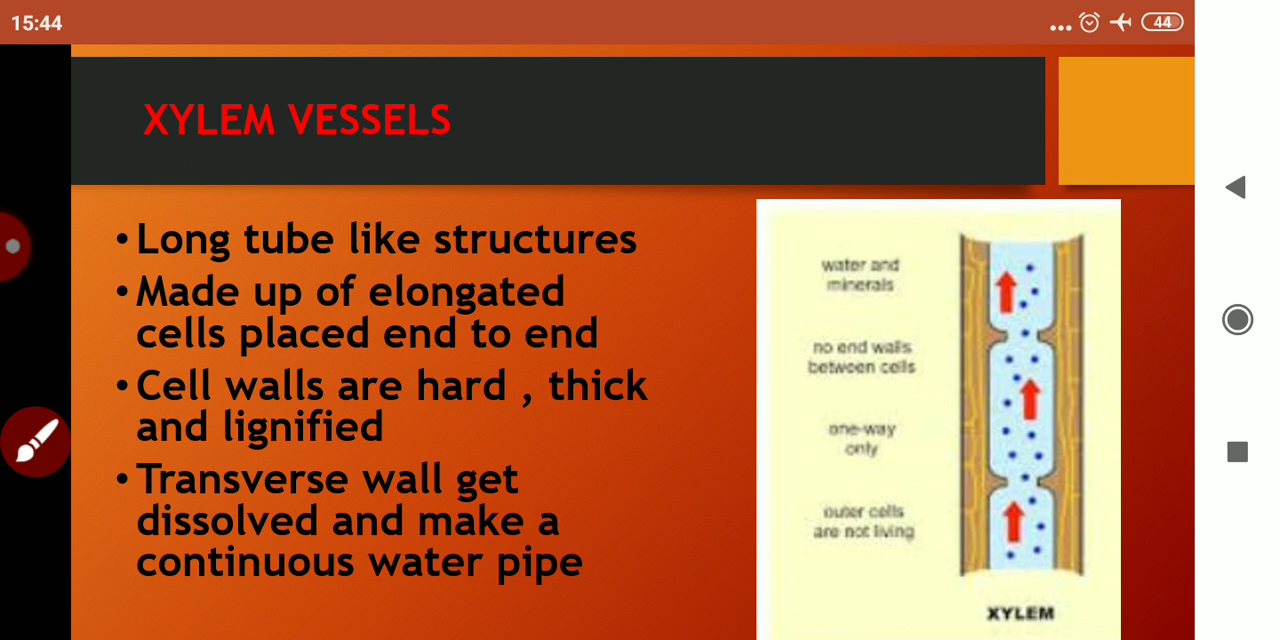 15:44
44
XYLEM VESSELS
•Long tube like structures
•Made up of elongated
cells placed end to end
•Cell walls are hard , thick
and lignified
•Transverse wall get
dissolved and make a
continuous water pipe
water and
minerals
no end walls
between cells
one-way
only
outer cells
are not living
XYLEM